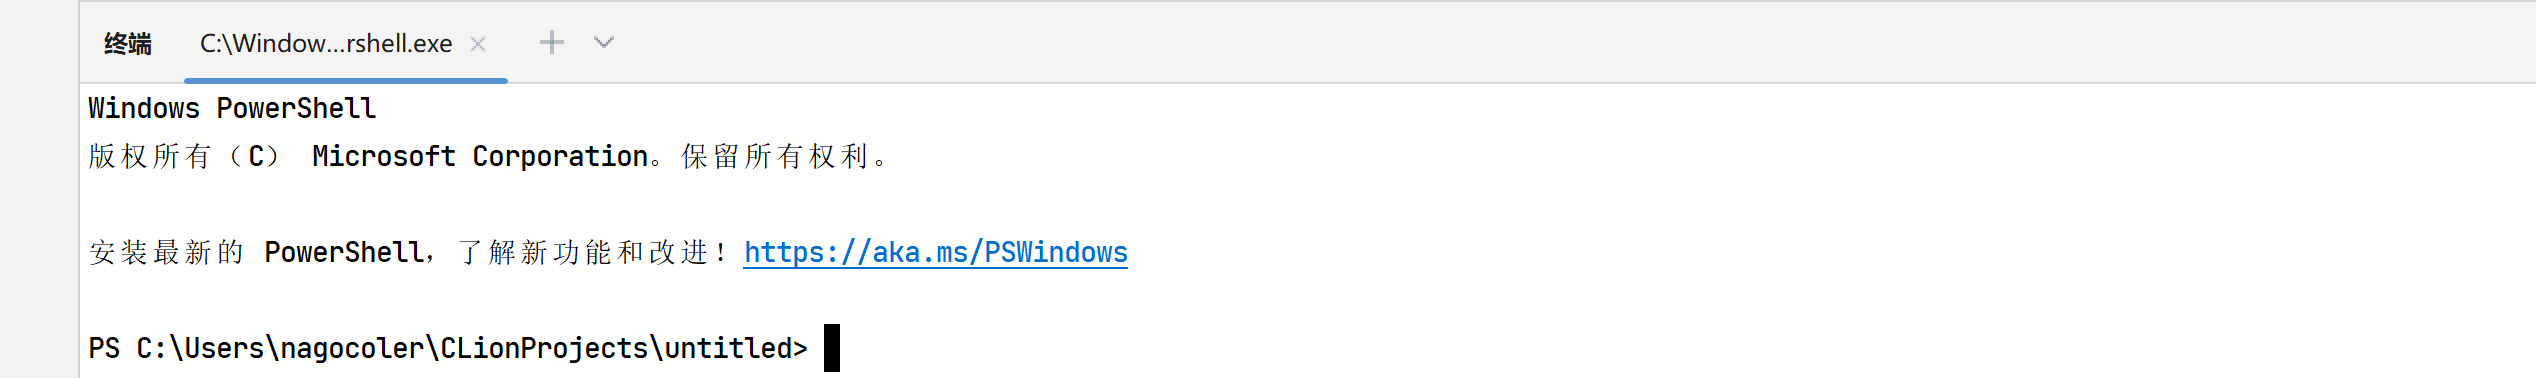 终端 C:\Window...rshell.exe
Windows PowerShell
版权所有（C） Microsoft Corporation。保留所有权利。
安装最新的 PowerShell，了解新功能和改进！https://aka.ms/PSWindows
PS C:\Users\nagocoler\CLionProjects\untitled>